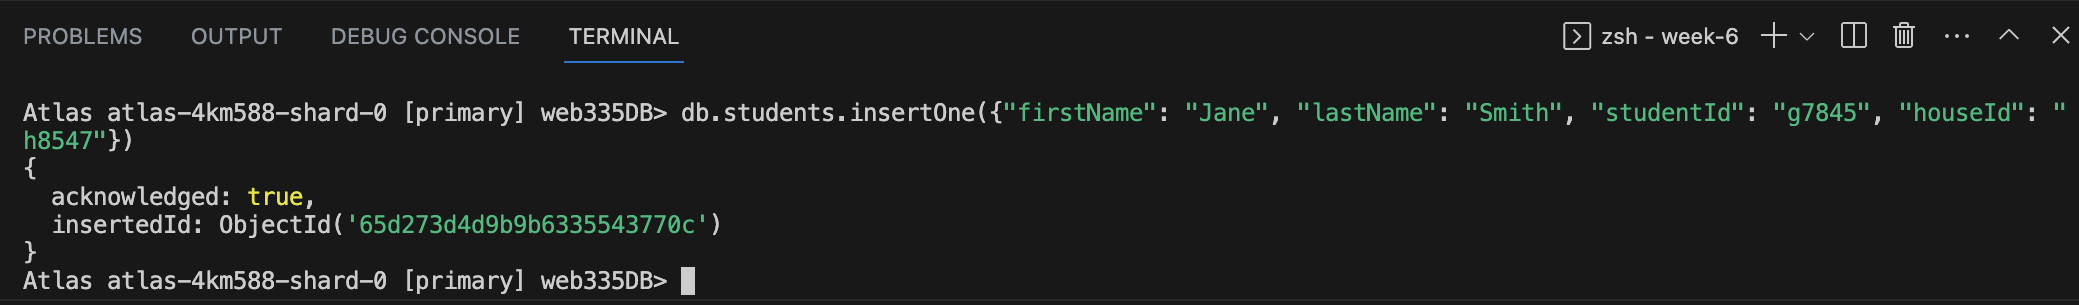 PROBLEMS OUTPUT DEBUG CONSOLE TERMINAL zsh - week-6
Atlas atlas-4km588-shard-0 [primary] web335DB> db.students.insertOne({"firstName": "Jane", "lastName": "Smith", "studentId": "g7845", "houseId": "
h8547"})
{
  acknowledged: true,
  insertedId: ObjectId('65d273d4d9b9b6335543770c')
}
Atlas atlas-4km588-shard-0 [primary] web335DB>